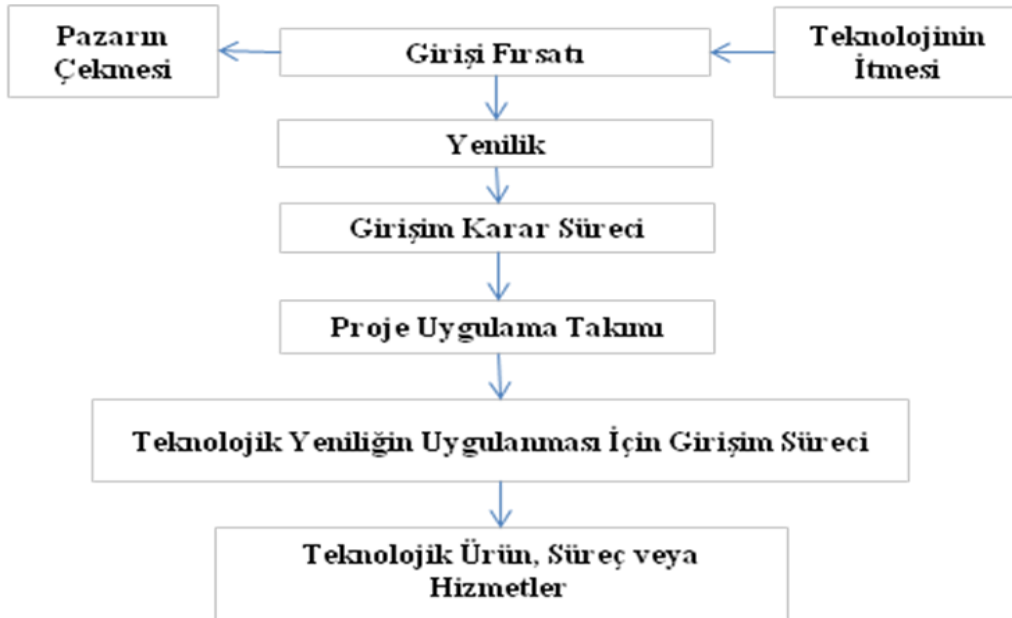 Pazarın
Çekmesi
Girişi Fırsatı
Teknolojinin
İtmesi
Yenilik
Girişim Karar Süreci
Proje Uygulama Takımı
Teknolojik Yeniliğin Uygulanması İçin Girişim Süreci
Teknolojik Ürün, Süreç veya
Hizmetler